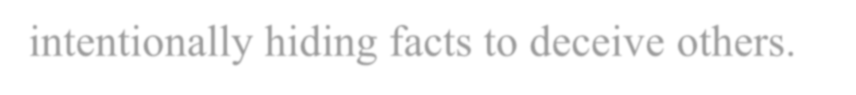 intentionally hiding facts to deceive others.